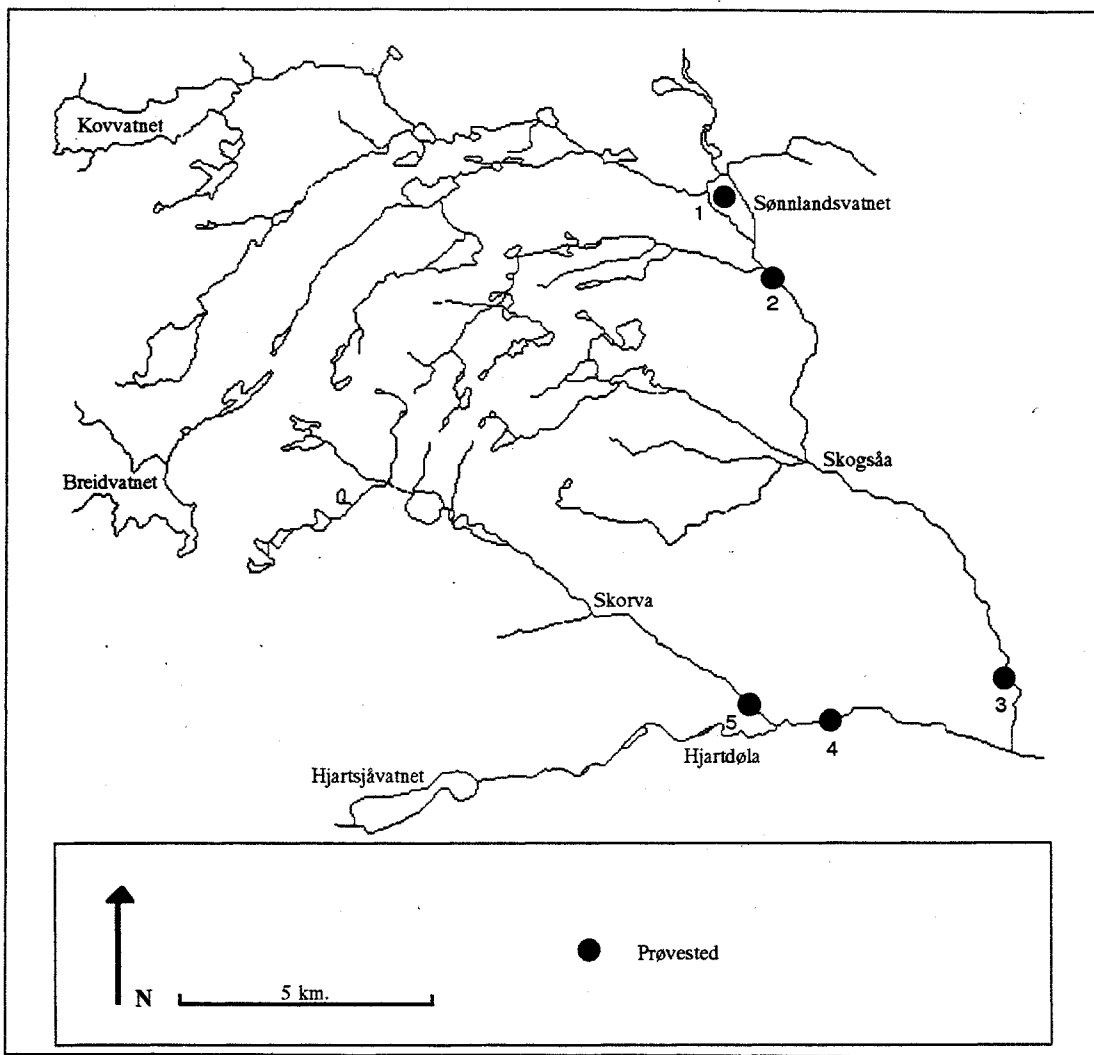 Kovvatnet
1
Sønnlandsvatnet
2
Skogsåa
Breidvatnet
Skorva
3
5
4
Hjartdøla
Hjartsjåvatnet
Prøvested
N
5 km.